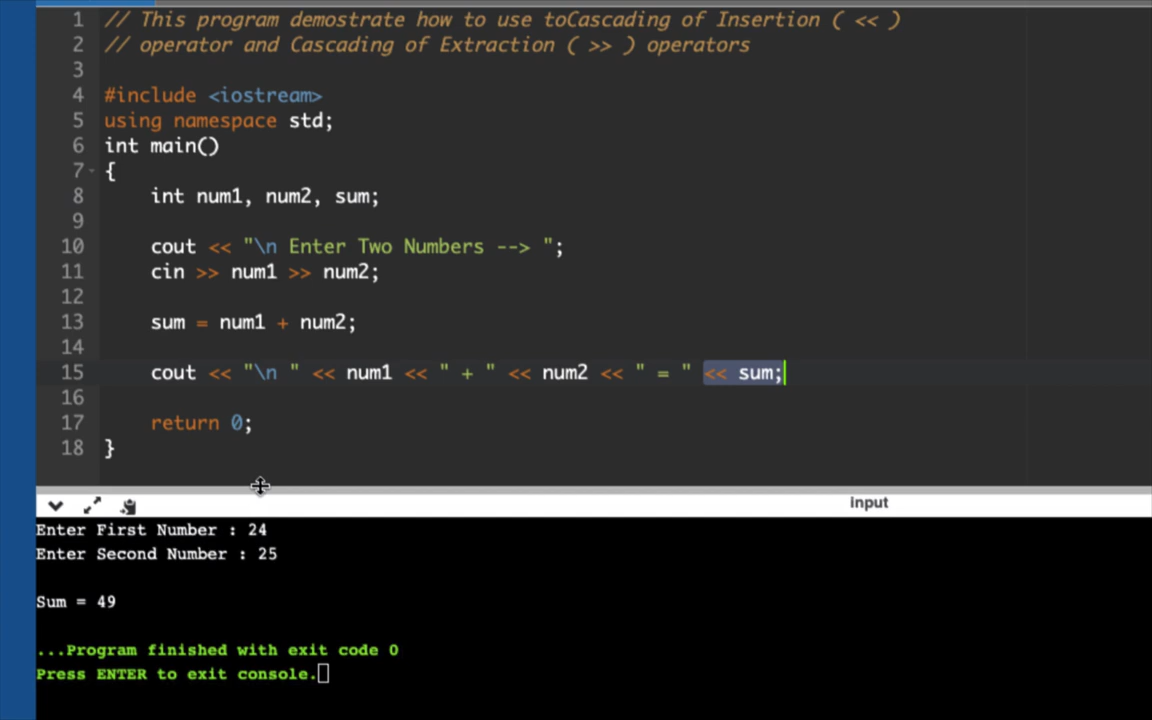 1 // This program demostrate how to use toCascading of Insertion ( << )
2 // operator and Cascading of Extraction ( >> ) operators
3
4 #include <iostream>
5 using namespace std;
6 int main()
7 {
8 int num1, num2, sum;
9
10 cout << "\n Enter Two Numbers --> ";
11 cin >> num1 >> num2;
12
13 sum = num1 + num2;
14
15 cout << "\n " << num1 << " + " << num2 << " = " << sum;
16
17 return 0;
18 }
input
Enter First Number : 24
Enter Second Number : 25
Sum = 49
...Program finished with exit code 0
Press ENTER to exit console.